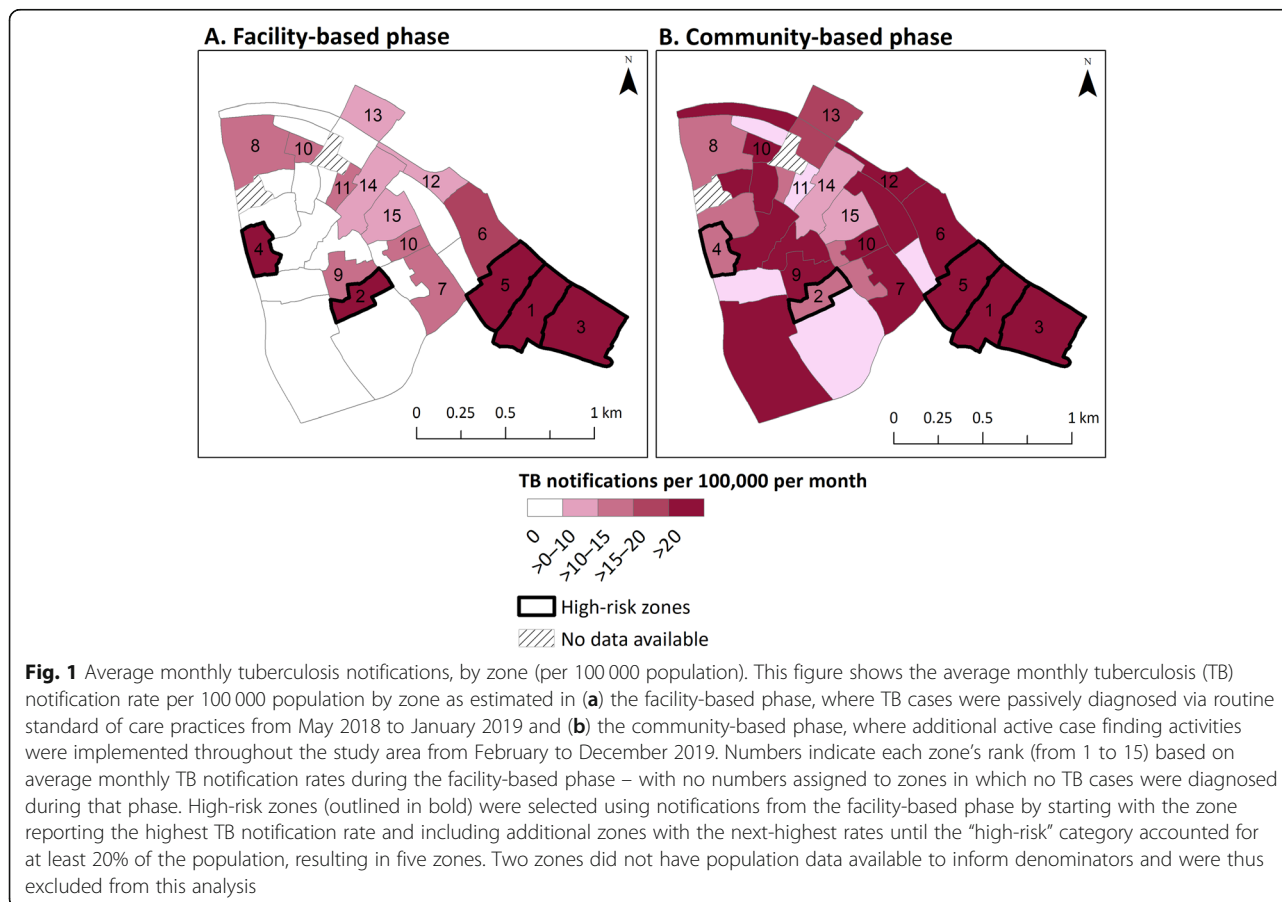 A. Facility-based phase
B. Community-based phase
N
13
8
10
11
14
12
15
4
10
6
9
2
7
5
1
3
0 0.25 0.5 1 km
N
13
8
10
11
14
12
15
4
10
6
9
2
7
5
1
3
0 0.25 0.5 1 km
TB notifications per 100,000 per month
0
>0–10
>10–15
>15–20
>20
High-risk zones
No data available
Fig. 1 Average monthly tuberculosis notifications, by zone (per 100 000 population). This figure shows the average monthly tuberculosis (TB)
notification rate per 100 000 population by zone as estimated in (a) the facility-based phase, where TB cases were passively diagnosed via routine
standard of care practices from May 2018 to January 2019 and (b) the community-based phase, where additional active case finding activities
were implemented throughout the study area from February to December 2019. Numbers indicate each zone's rank (from 1 to 15) based on
average monthly TB notification rates during the facility-based phase – with no numbers assigned to zones in which no TB cases were diagnosed
during that phase. High-risk zones (outlined in bold) were selected using notifications from the facility-based phase by starting with the zone
reporting the highest TB notification rate and including additional zones with the next-highest rates until the “high-risk” category accounted for
at least 20% of the population, resulting in five zones. Two zones did not have population data available to inform denominators and were thus
excluded from this analysis